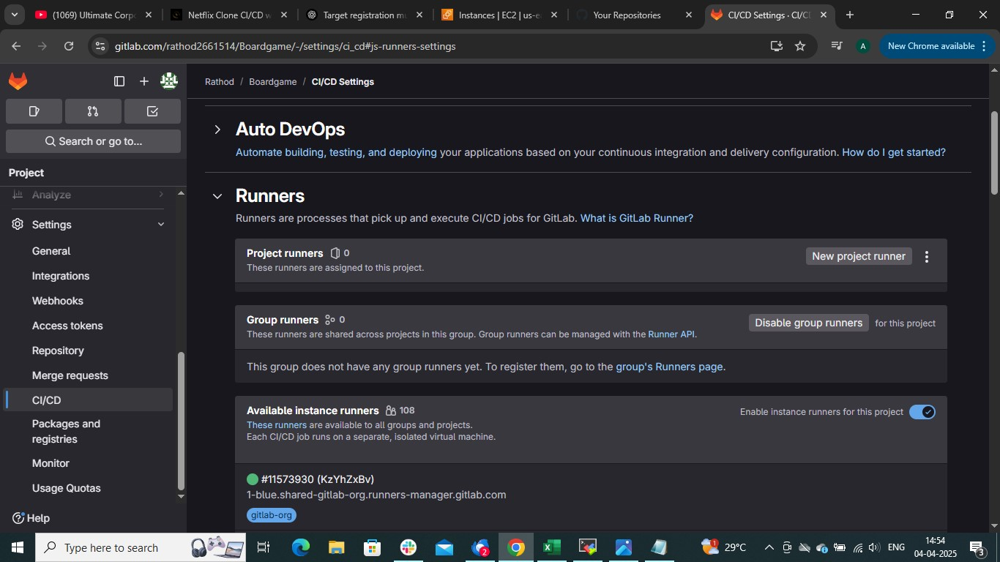 (1069) Ultimate Corpo
Netflix Clone CI/CD w
Target registration mu
Instances | EC2 | us-ea
Your Repositories
CI/CD Settings · CI/CD
gitlab.com/rathod2661514/Boardgame/-/settings/ci_cd#js-runners-settings
A
New Chrome available
Rathod / Boardgame / CI/CD Settings
Search or go to...
Project
Analyze
Settings
General
Integrations
Webhooks
Access tokens
Repository
Merge requests
CI/CD
Packages and
registries
Monitor
Usage Quotas
Help
Auto DevOps
Automate building, testing, and deploying your applications based on your continuous integration and delivery configuration. How do I get started?
Runners
Runners are processes that pick up and execute CI/CD jobs for GitLab. What is GitLab Runner?
Project runners 0
These runners are assigned to this project.
New project runner
Group runners 0
These runners are shared across projects in this group. Group runners can be managed with the Runner API.
Disable group runners for this project
This group does not have any group runners yet. To register them, go to the group's Runners page.
Available instance runners 108
These runners are available to all groups and projects.
Each CI/CD job runs on a separate, isolated virtual machine.
Enable instance runners for this project
#11573930 (KzYhZxBv)
1-blue.shared-gitlab-org.runners-manager.gitlab.com
gitlab-org
Type here to search
2
1
29°C
ENG
14:54
04-04-2025
3